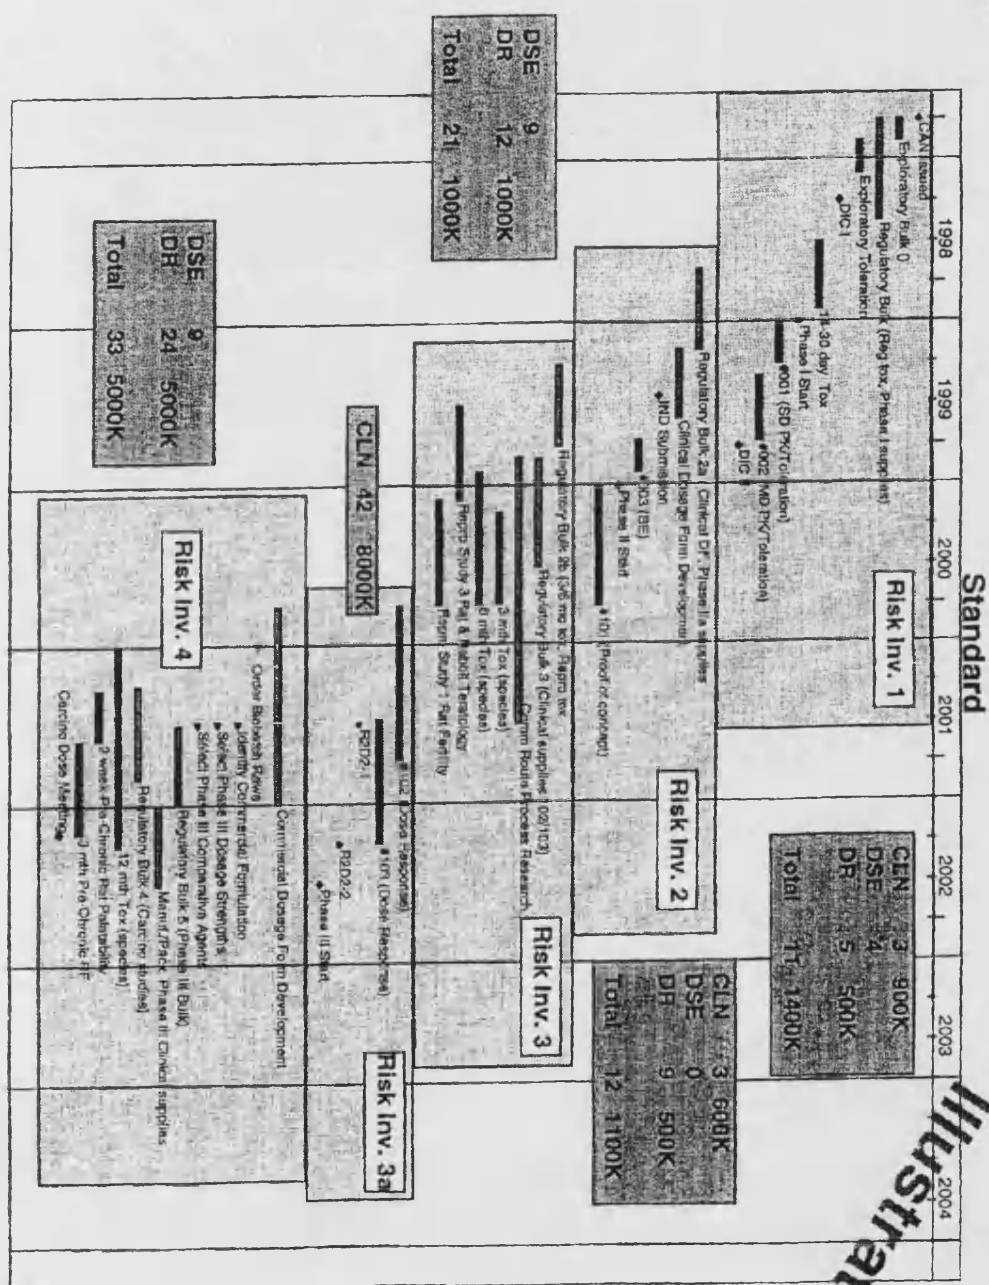 Standard
1998 1999 2000 2001 2002 2003 2004
CAN Issued
Exploratory Bulk 0
Regulatory Bulk (Reg tox, Phase I supplies)
Exploratory Toleration
DIC-I
14-30 day Tox
Phase I Start
#001 (SD PK/Toleration)
#002 (MD PK/Toleration)
DIC
Risk Inv. 1
CLN 3 900K
DSE 4
DR 5 500K
Total 11 1400K
Illustra
Regulatory Bulk 2a (Clinical DF, Phase IIa supplies
Clinical Dosage Form Development
IND Submission
#003 (BE)
Phase II Start
#101 (Proof of concept)
Risk Inv. 2
CLN 3 600K
DSE 0
DR 9 500K
Total 12 1100K
DSE 9
DR 12 1000K
Total 21 1000K
Regulatory Bulk 2b (3/6 mo tox, Repro tox
Regulatory Bulk 3 (Clinical supplies 102/103)
Comm Route Process Research
3 mth Tox (species)
6 mth Tox (species)
Repro Study 3 Rat & Rabbit Teratology
Repro Study 1 Rat Fertility
Risk Inv. 3
CLN 42 8000K
#102 (Dose Response)
#103 (Dose Response)
R2D2-1
R2D2-2
Phase III Start
Risk Inv. 3a
DSE 9
DR 24 5000K
Total 33 5000K
Commercial Dosage Form Development
Order Biobatch Raws
Identify Commercial Formulation
Select Phase III Dosage Strengths
Select Phase III Comparative Agents
Risk Inv. 4
Regulatory Bulk 5 (Phase III Bulk)
Manuf./Pack. Phase III Clinical supplies
Regulatory Bulk 4 (Carcino studies)
12 mth Tox (species)
2 week Pre-Chronic Rat Palatability
3 mth Pre-Chronic RF
Carcino Dose Meeting